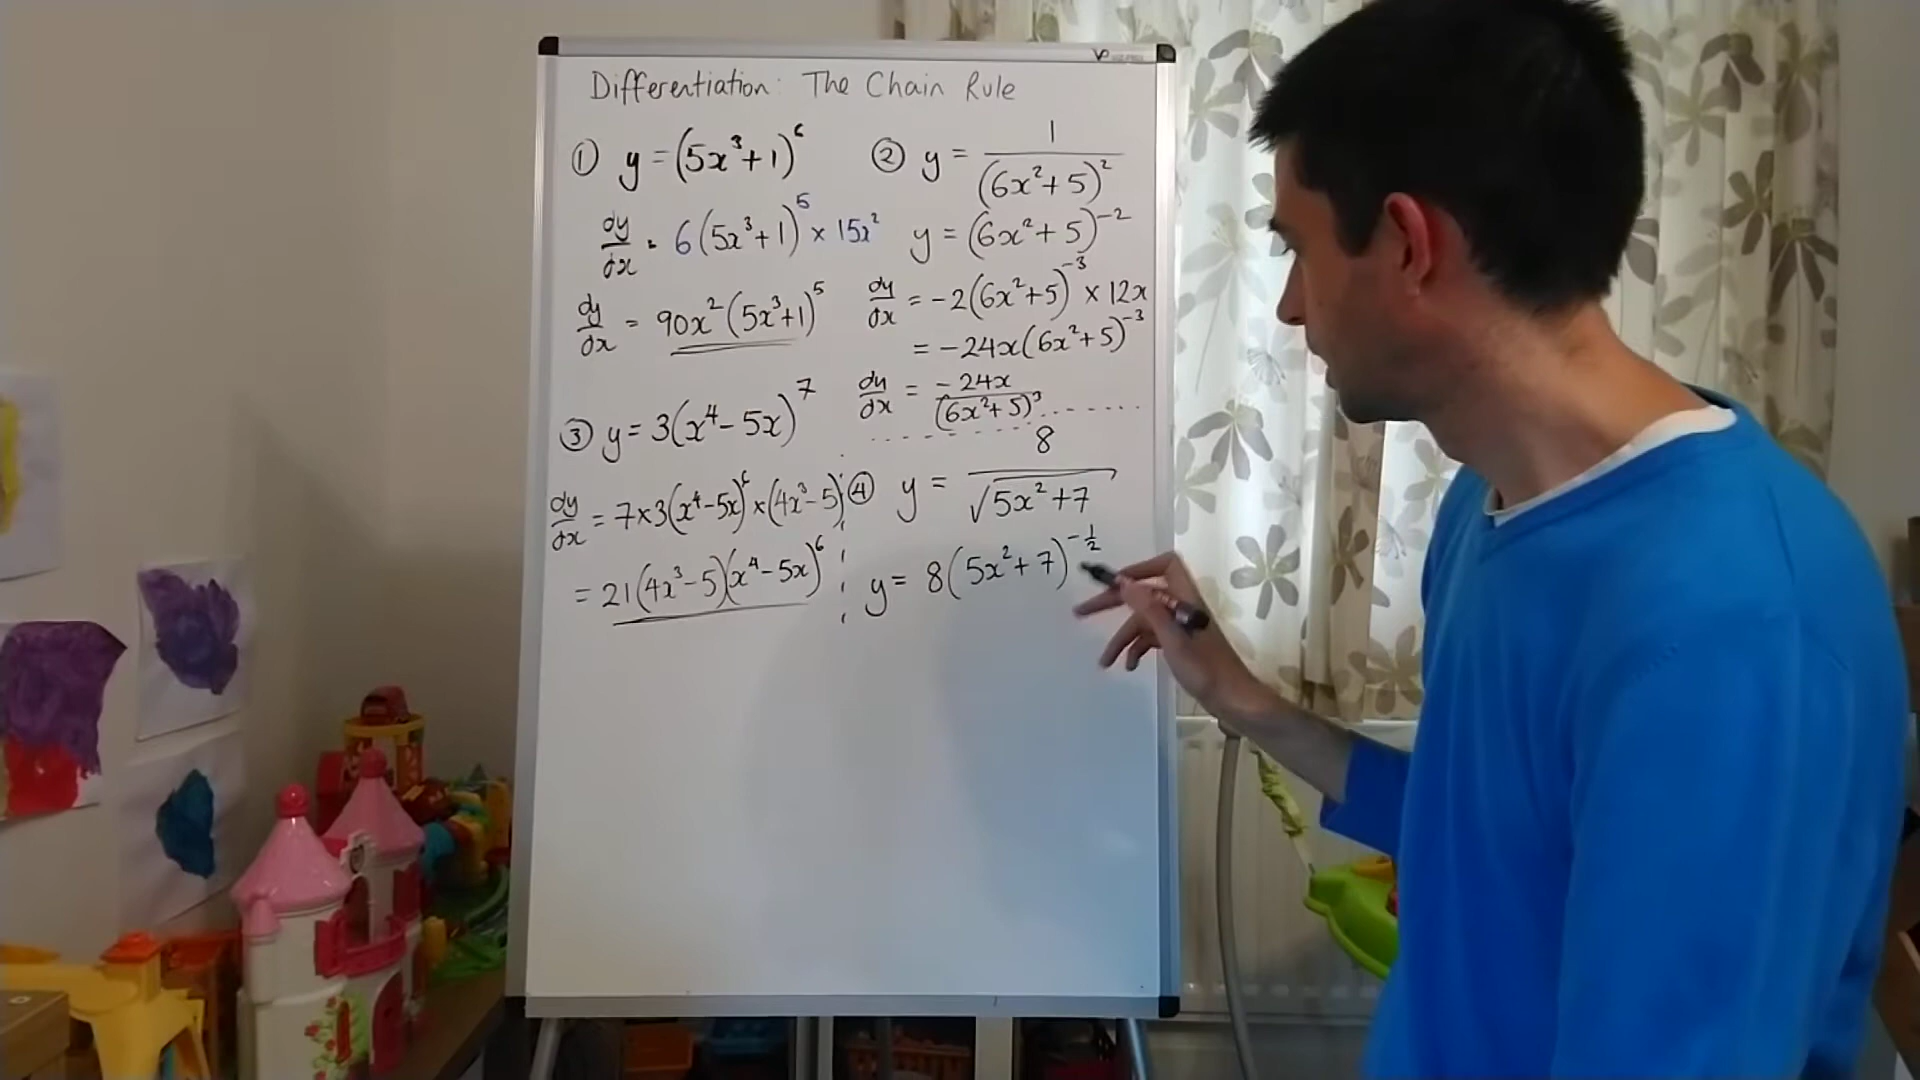 Differentiation: The Chain Rule
① y = (5x³+1)⁶
dy/dx = 6(5x³+1)⁵ × 15x²
dy/dx = 90x²(5x³+1)⁵
② y = 1/(6x²+5)²
y = (6x²+5)⁻²
dy/dx = -2(6x²+5)⁻³ × 12x
= -24x(6x²+5)⁻³
dy/dx = -24x/(6x²+5)³
③ y = 3(x⁴-5x)⁷
dy/dx = 7×3(x⁴-5x)⁶×(4x³-5)
= 21(4x³-5)(x⁴-5x)⁶
④ y = 8/√5x²+7
y = 8(5x²+7)^-½